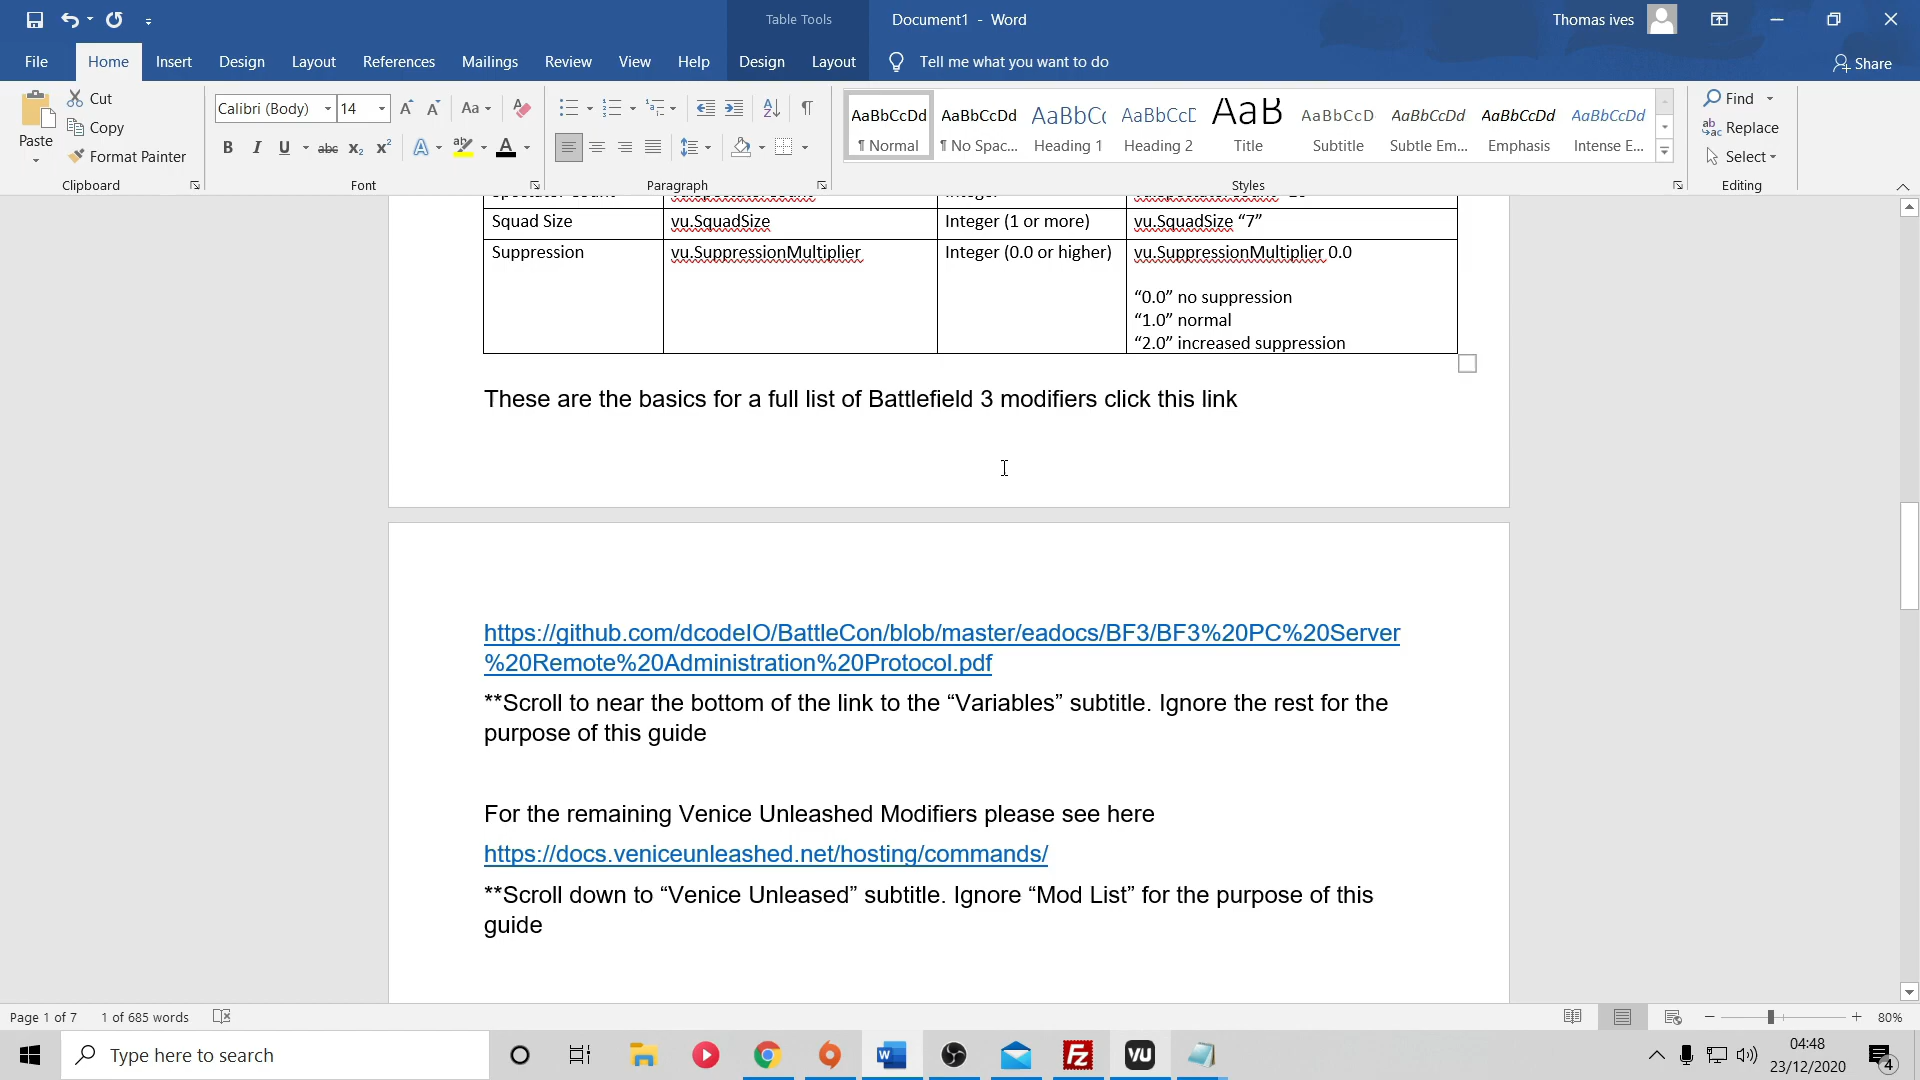 Table Tools
Document1 - Word
Thomas ives
File Home Insert Design Layout References Mailings Review View Help Design Layout Tell me what you want to do Share
Paste
Cut
Copy
Format Painter
Clipboard
Calibri (Body) 14
Font
Paragraph
AaBbCcDd AaBbCcDd AaBbCc AaBbCcD AaB AaBbCcD AaBbCcDd AaBbCcDd AaBbCcDd
¶ Normal ¶ No Spac... Heading 1 Heading 2 Title Subtitle Subtle Em... Emphasis Intense E...
Styles
Find
Replace
Select
Editing
Squad Size vu.SquadSize Integer (1 or more) vu.SquadSize “7”
Suppression vu.SuppressionMultiplier Integer (0.0 or higher) vu.SuppressionMultiplier 0.0
“0.0” no suppression
“1.0” normal
“2.0” increased suppression
These are the basics for a full list of Battlefield 3 modifiers click this link
https://github.com/dcodeIO/BattleCon/blob/master/eadocs/BF3/BF3%20PC%20Server
%20Remote%20Administration%20Protocol.pdf
**Scroll to near the bottom of the link to the “Variables” subtitle. Ignore the rest for the
purpose of this guide
For the remaining Venice Unleashed Modifiers please see here
https://docs.veniceunleashed.net/hosting/commands/
**Scroll down to “Venice Unleased” subtitle. Ignore “Mod List” for the purpose of this
guide
Page 1 of 7 1 of 685 words 80%
Type here to search
VU
04:48
23/12/2020
4